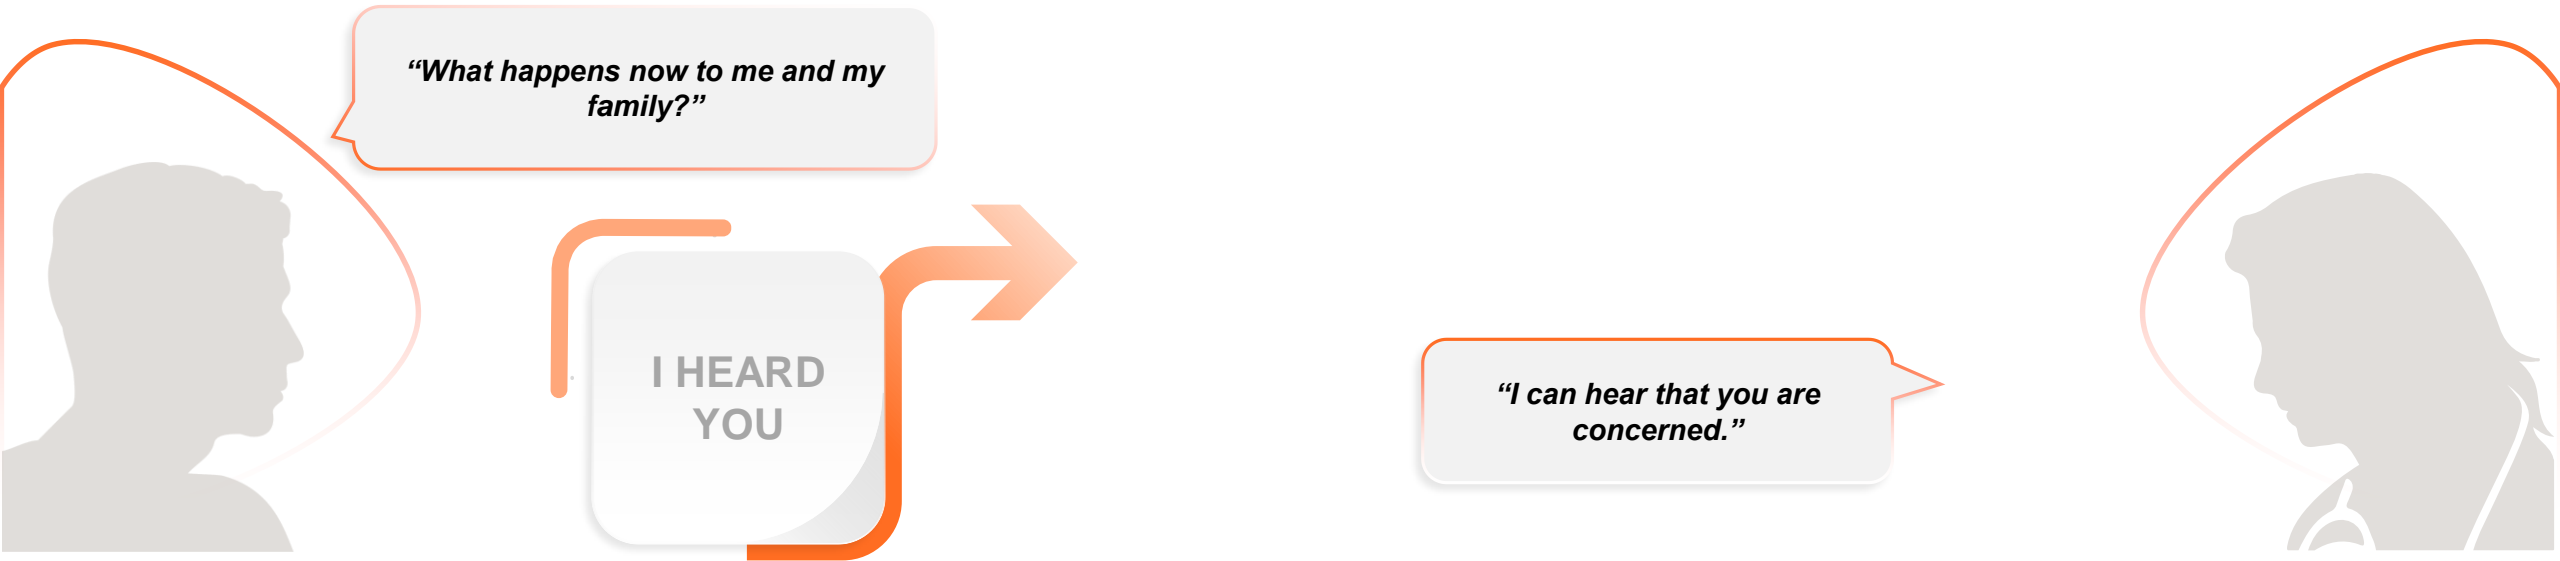 “What happens now to me and my
family?”
I HEARD
YOU
“I can hear that you are
concerned.”